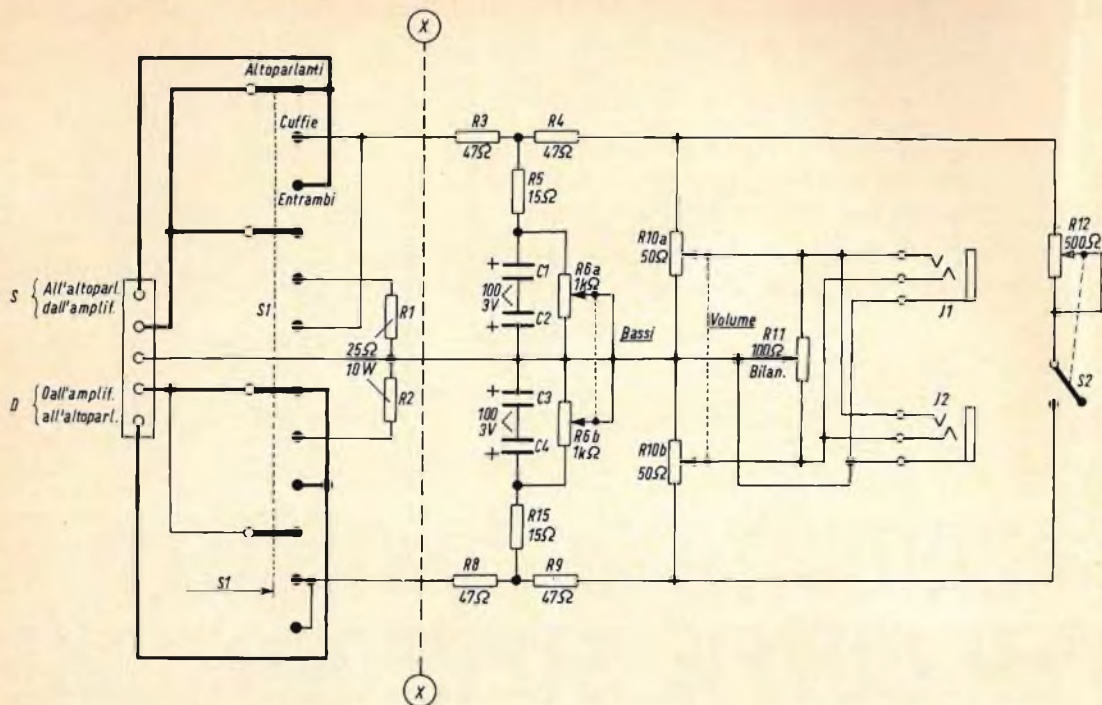 X
Altoparlanti
Cuffie
Entrambi
S
All'altoparl.
dall'amplif.
D
Dall'amplif.
all'altoparl.
S1
S1
R1
25Ω
10W
R2
R3
47Ω
R4
47Ω
R5
15Ω
C1
100
3V
C2
R6a
1kΩ
Bassi
C3
100
3V
C4
R6b
1kΩ
R15
15Ω
R8
47Ω
R9
47Ω
R10a
50Ω
Volume
R11
100Ω
Bilan.
R10b
50Ω
J1
J2
R12
500Ω
S2
X